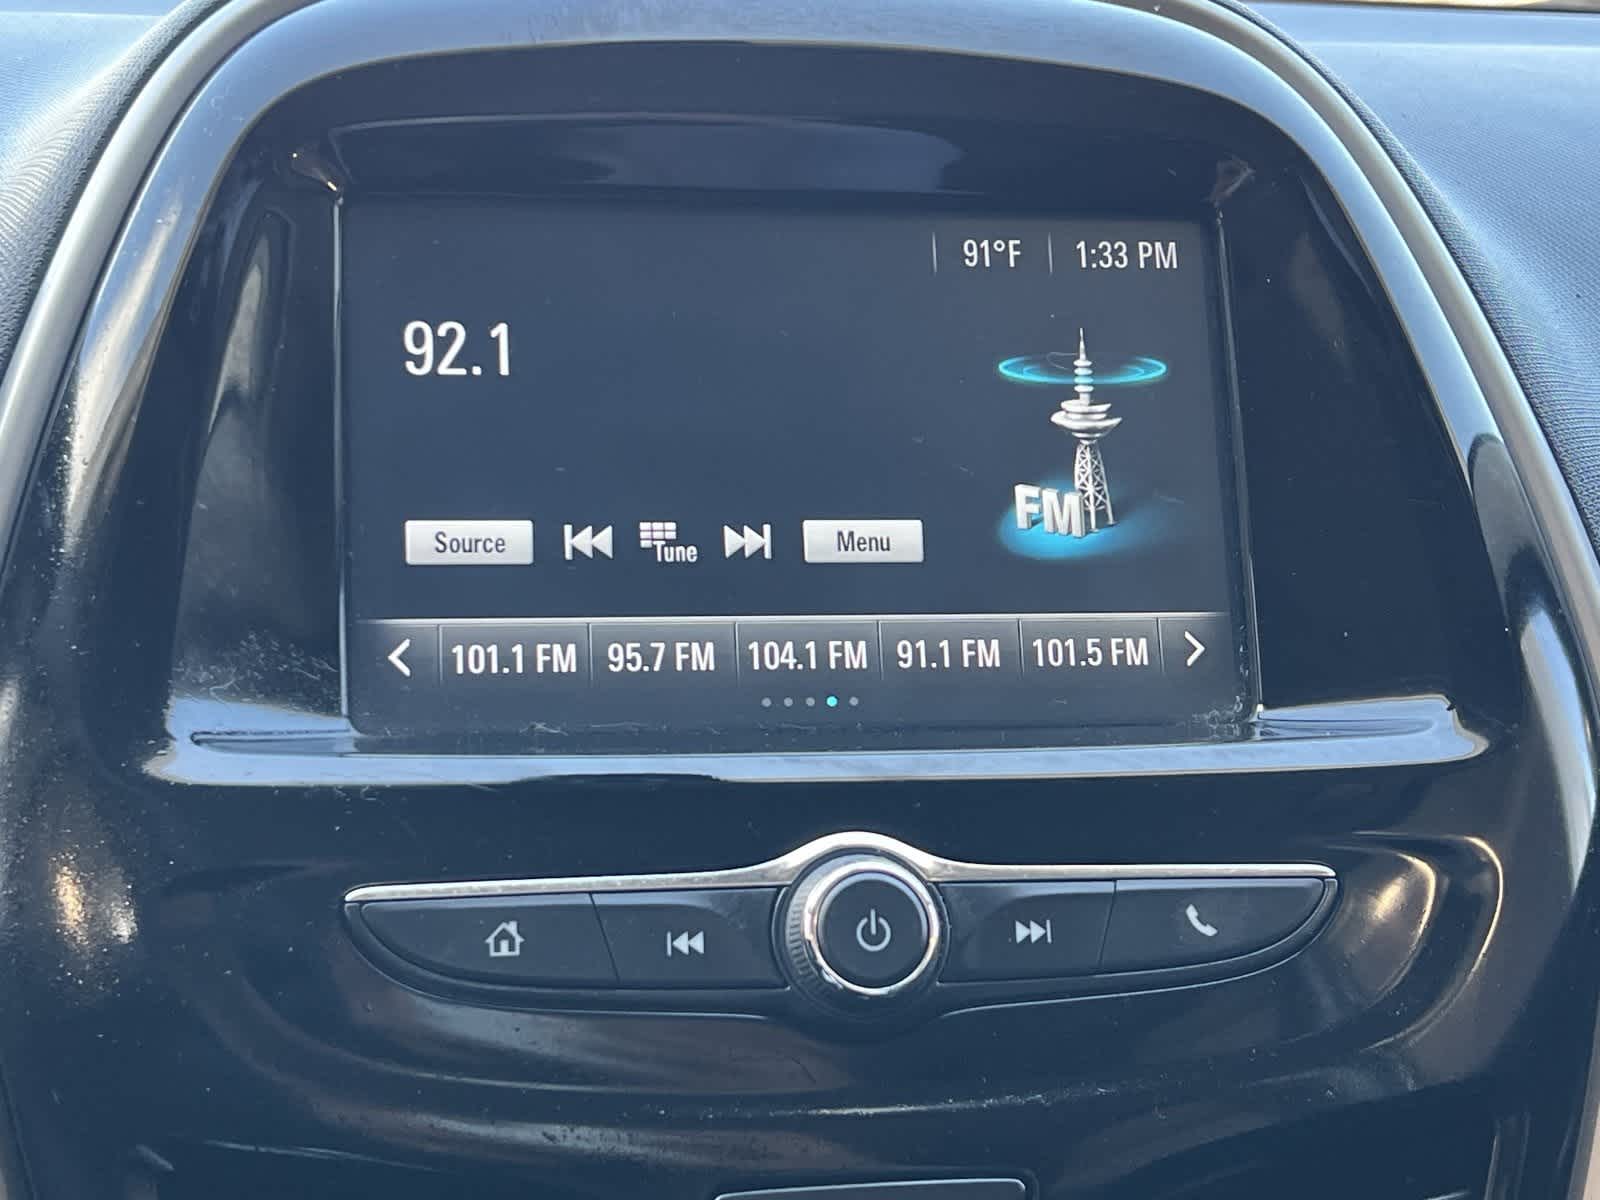 91°F 1:33 PM
92.1
FM
Source Tune Menu
101.1 FM 95.7 FM 104.1 FM 91.1 FM 101.5 FM